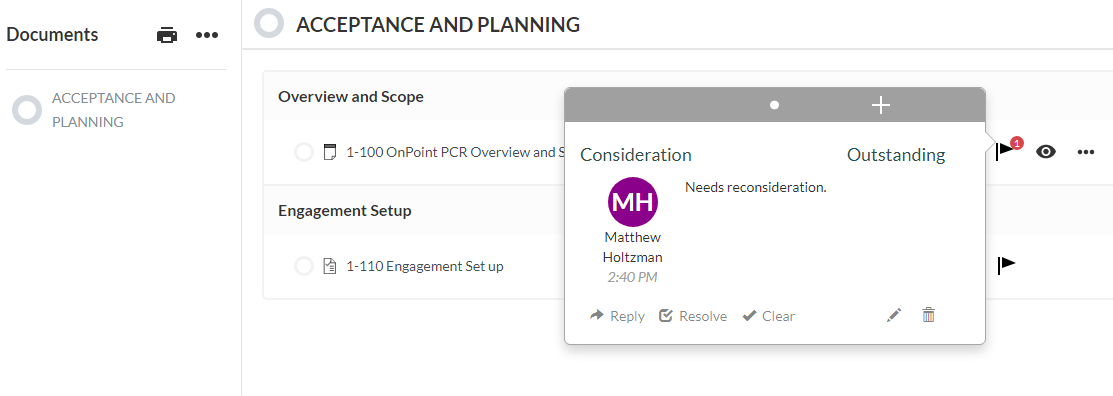 Documents
ACCEPTANCE AND
PLANNING
ACCEPTANCE AND PLANNING
Overview and Scope
1-100 OnPoint PCR Overview and S
1
Engagement Setup
1-110 Engagement Set up
Consideration Outstanding
MH
Needs reconsideration.
Matthew
Holtzman
2:40 PM
Reply Resolve Clear